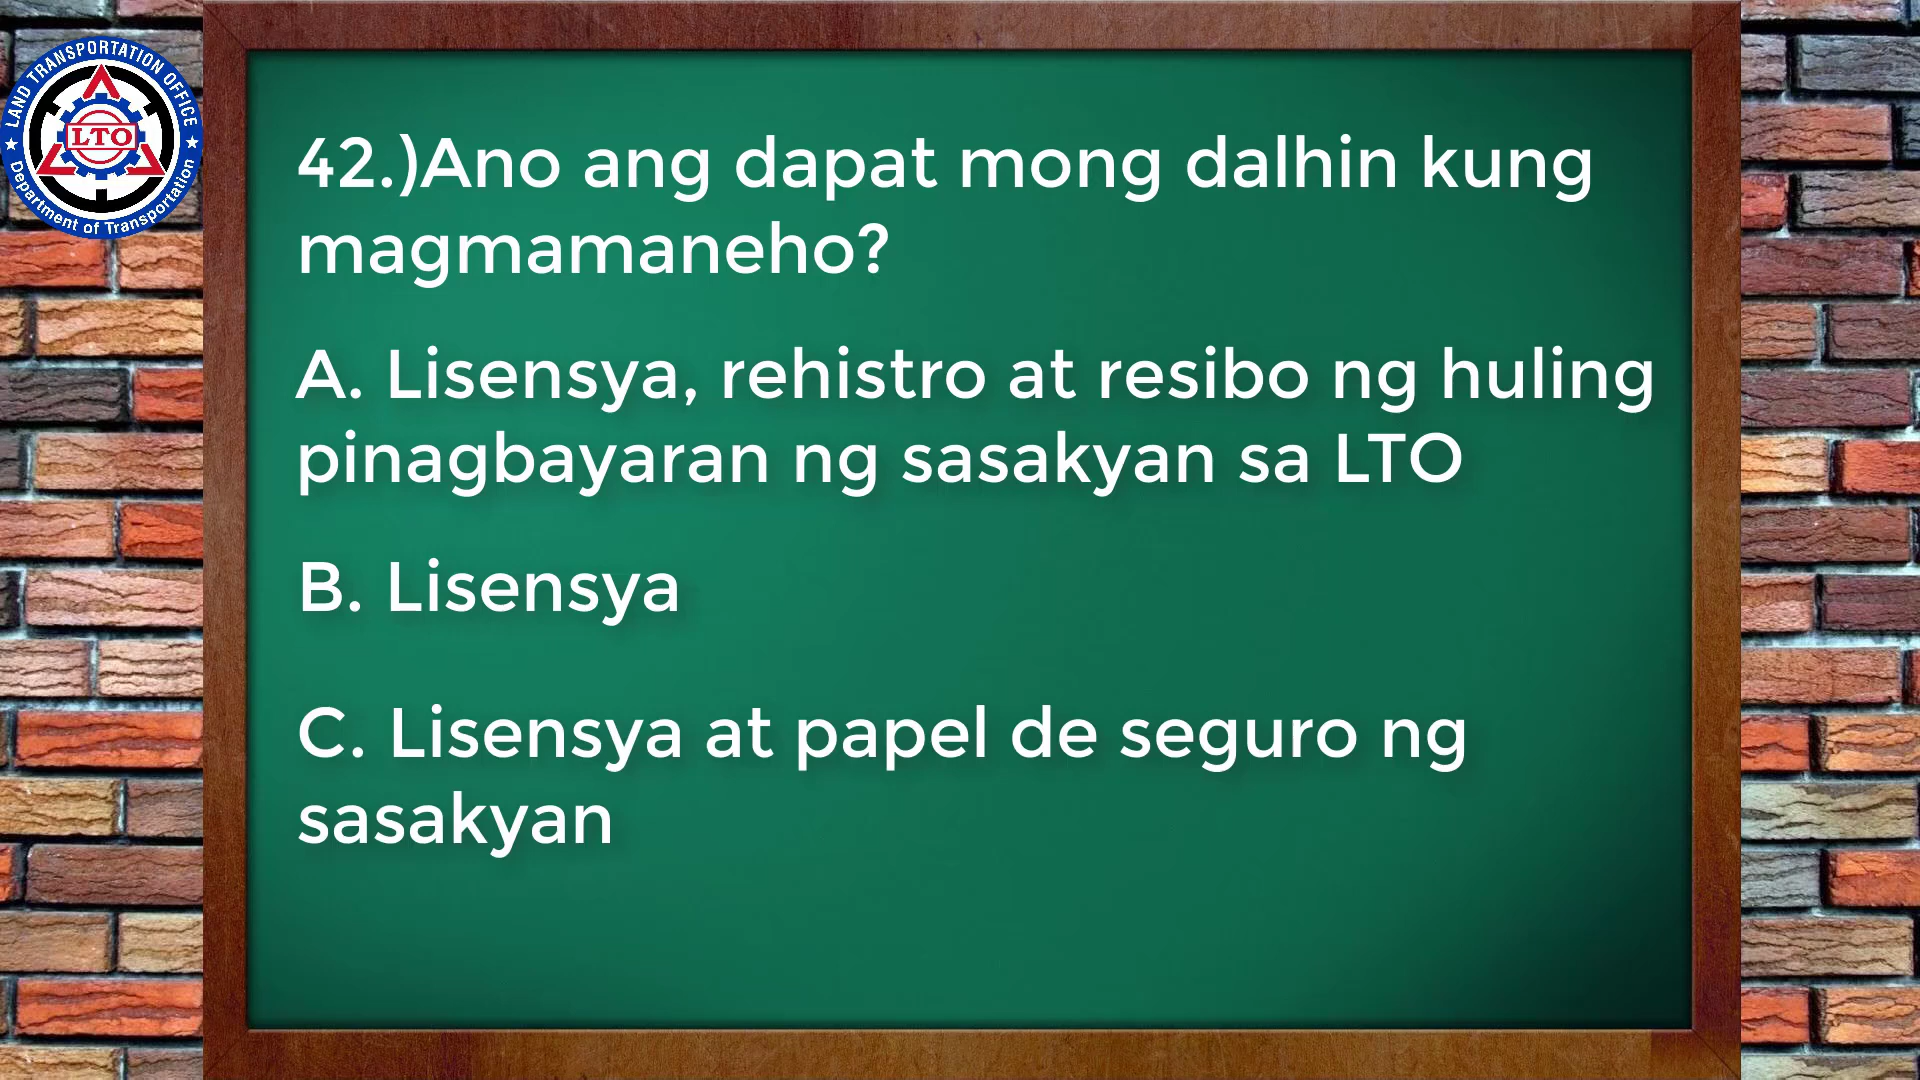 LAND TRANSPORTATION OFFICE
LTO
Department of Transportation
42.)Ano ang dapat mong dalhin kung
magmamaneho?
A. Lisensya, rehistro at resibo ng huling
pinagbayaran ng sasakyan sa LTO
B. Lisensya
C. Lisensya at papel de seguro ng
sasakyan